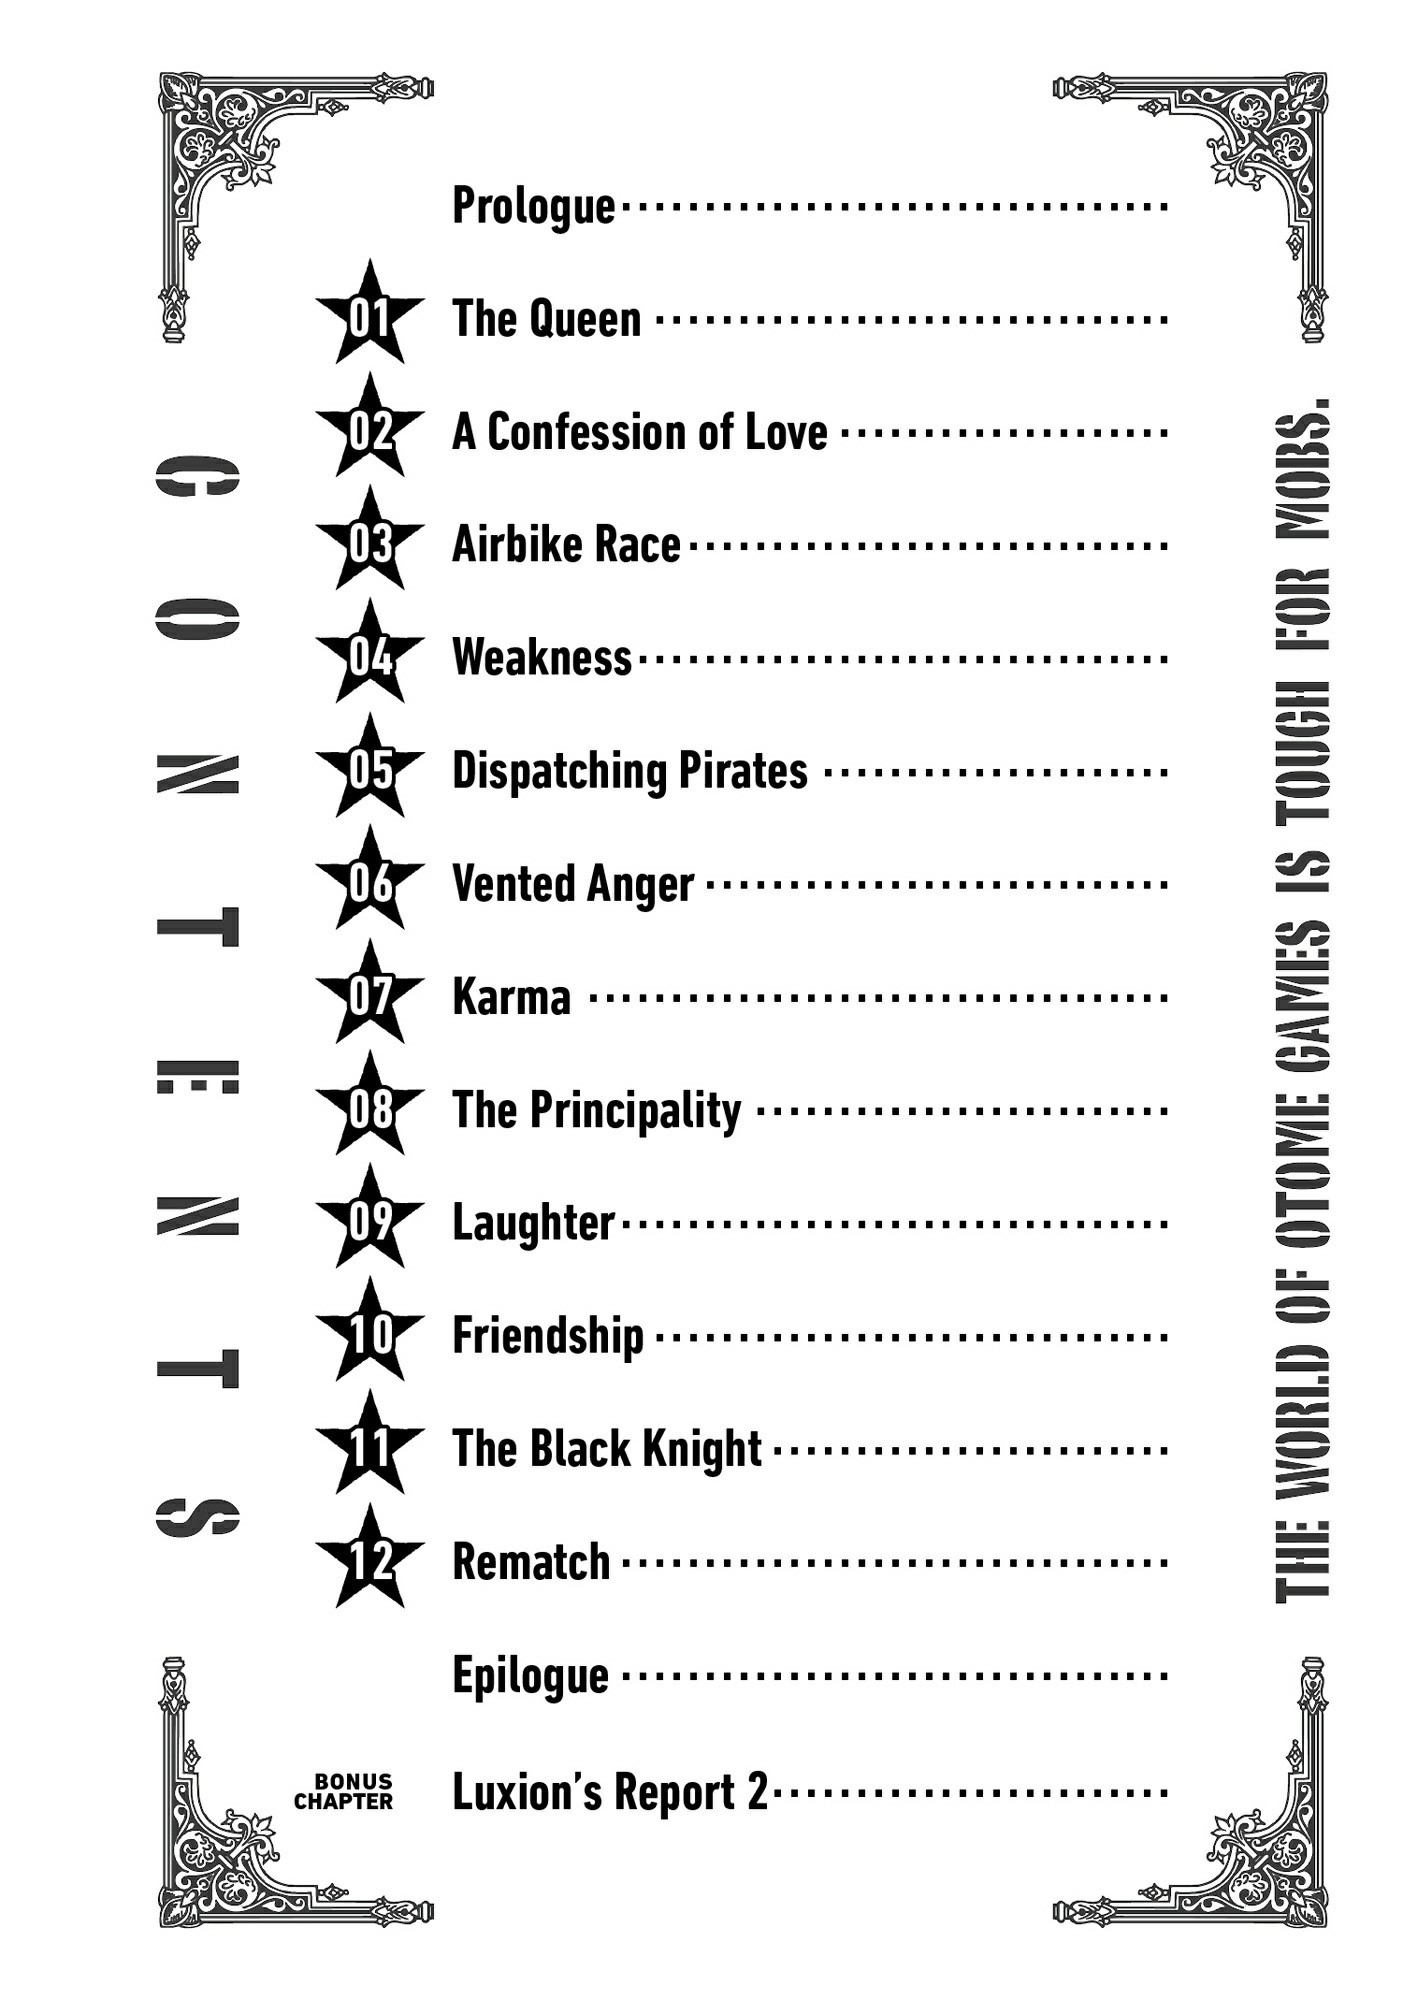 CONTENTS
Prologue
01 The Queen
02 A Confession of Love
03 Airbike Race
04 Weakness
05 Dispatching Pirates
06 Vented Anger
07 Karma
08 The Principality
09 Laughter
10 Friendship
11 The Black Knight
12 Rematch
Epilogue
BONUS
CHAPTER
Luxion’s Report 2
THE WORLD OF OTOME GAMES IS TOUGH FOR MOBS.